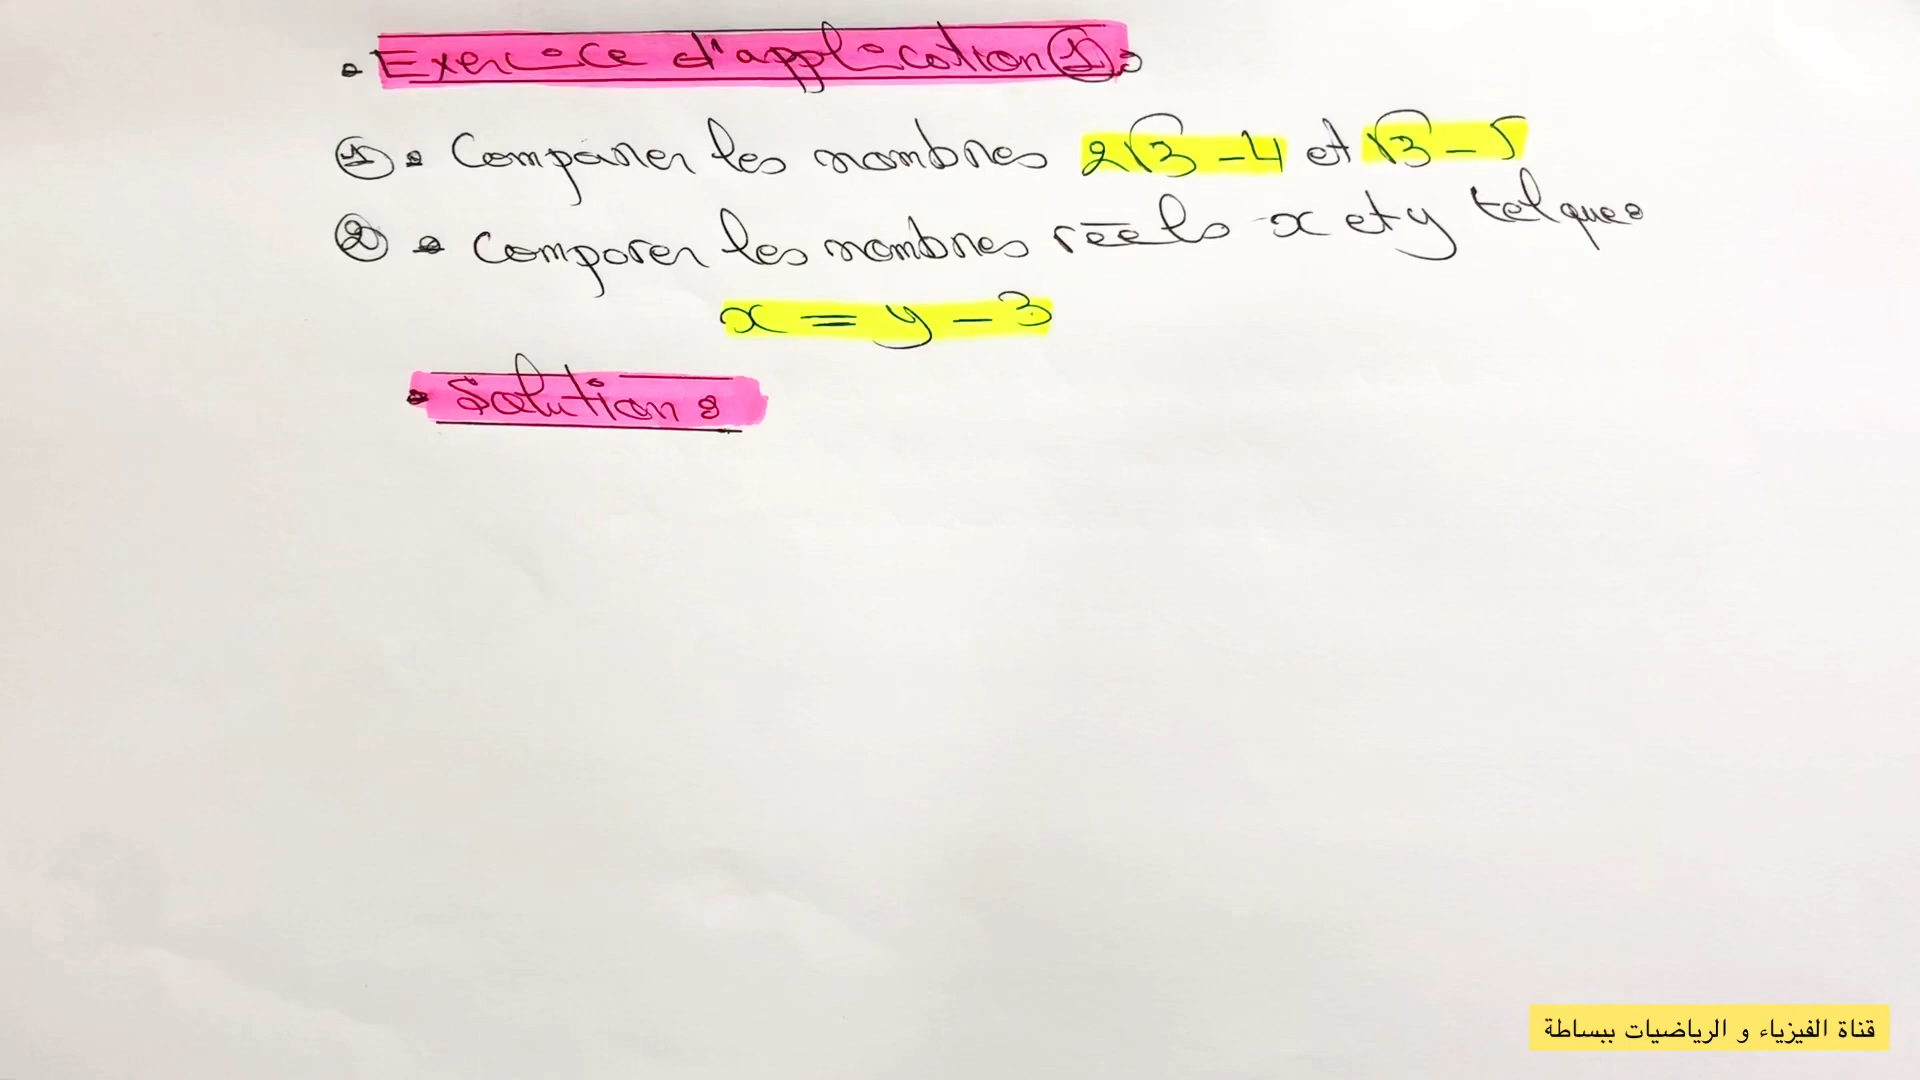 • Exercice d'application ① :
① • Comparer les nombres 2√3 - 4 et √3 - 5
② • Comparer les nombres réels x et y tel que :
x = y - 3
• Solution :
قناة الفيزياء و الرياضيات ببساطة